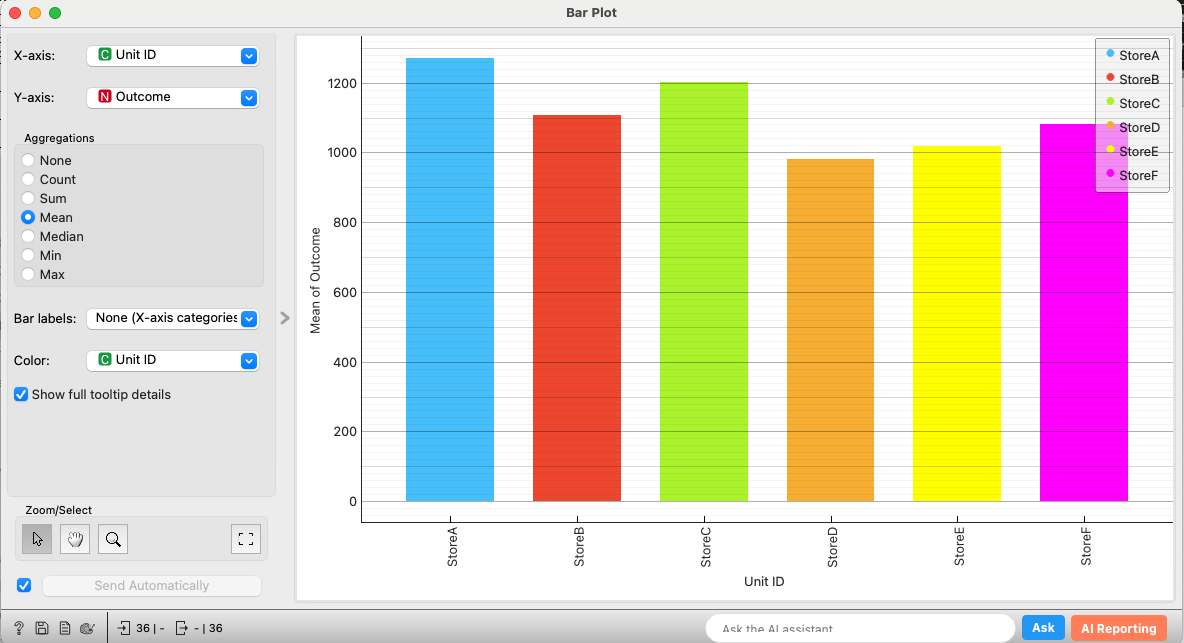 Bar Plot
X-axis:
C Unit ID
Y-axis:
N Outcome
Aggregations
None
Count
Sum
Mean
Median
Min
Max
Bar labels:
None (X-axis categories
Color:
C Unit ID
Show full tooltip details
Zoom/Select
Send Automatically
Mean of Outcome
1200
1000
800
600
400
200
0
StoreA
StoreB
StoreC
StoreD
StoreE
StoreF
Unit ID
StoreA
StoreB
StoreC
StoreD
StoreE
StoreF
? 36 | - - | 36
Ask the AI assistant
Ask
AI Reporting